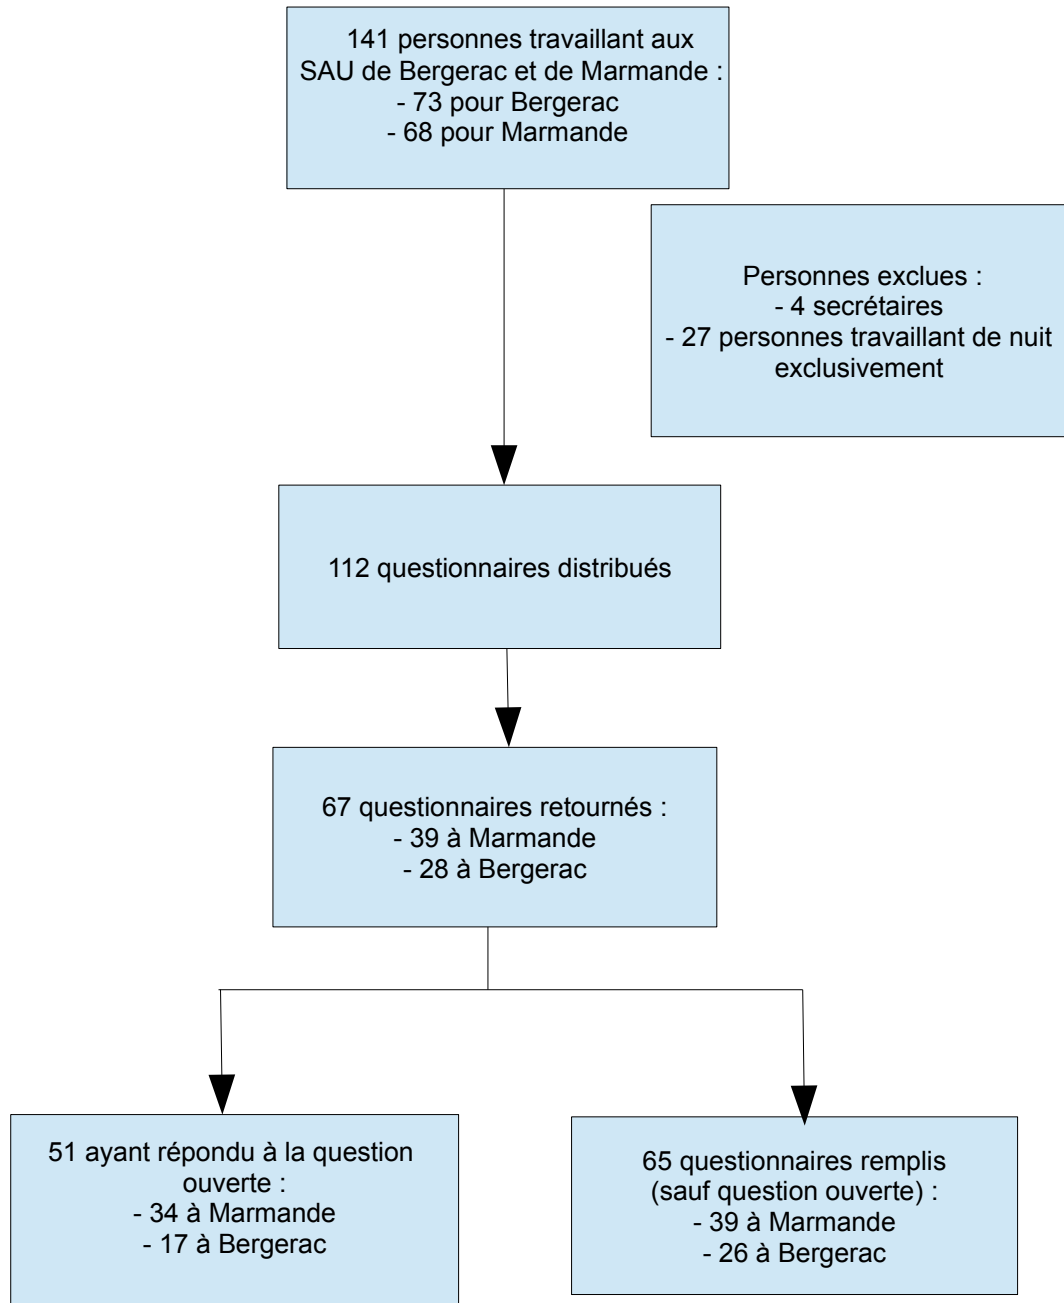 141 personnes travaillant aux
SAU de Bergerac et de Marmande :
- 73 pour Bergerac
- 68 pour Marmande
Personnes exclues :
- 4 secrétaires
- 27 personnes travaillant de nuit
exclusivement
112 questionnaires distribués
67 questionnaires retournés :
- 39 à Marmande
- 28 à Bergerac
51 ayant répondu à la question
ouverte :
- 34 à Marmande
- 17 à Bergerac
65 questionnaires remplis
(sauf question ouverte) :
- 39 à Marmande
- 26 à Bergerac